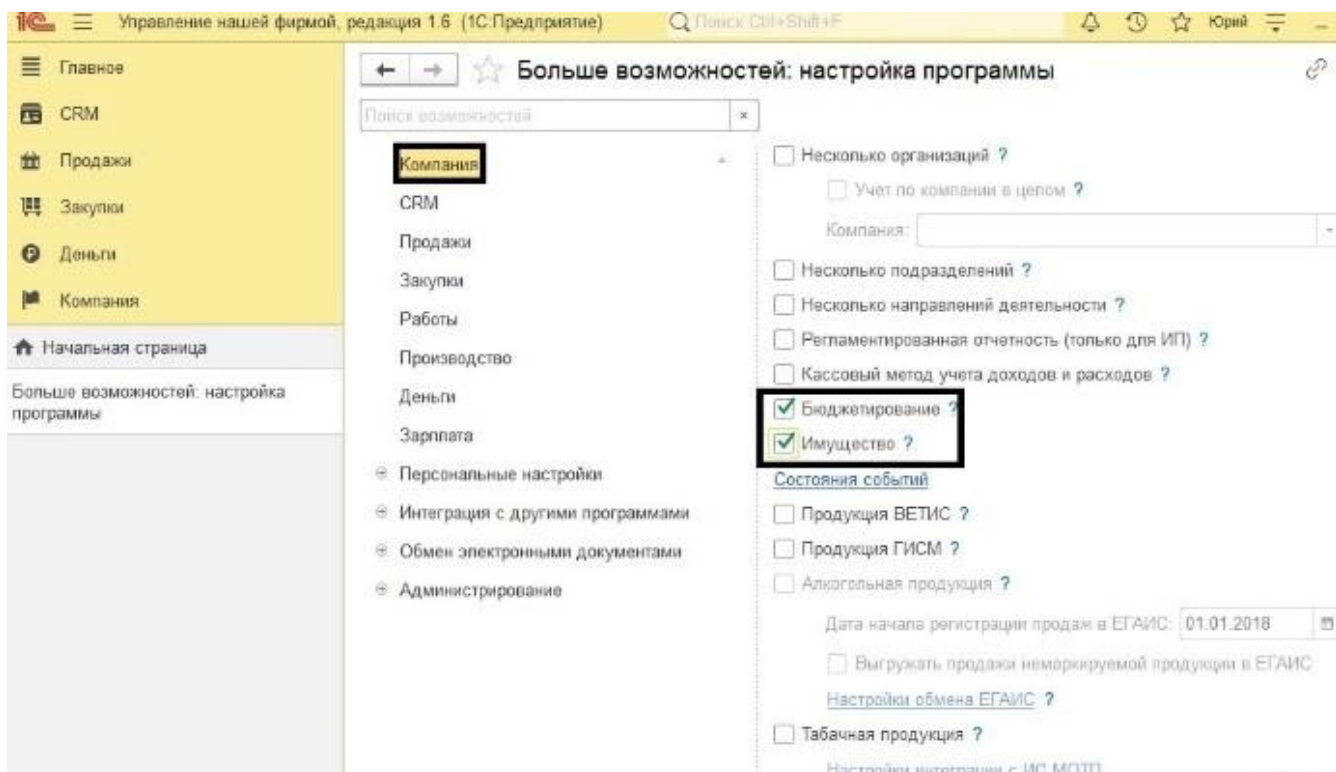 1С Управление нашей фирмой, редакция 1.6 (1С:Предприятие) Поиск Ctrl+Shift+F Юрий
Главное
CRM
Продажи
Закупки
Деньги
Компания
Начальная страница
Больше возможностей: настройка
программы
Больше возможностей: настройка программы
Поиск возможностей ×
Компания
CRM
Продажи
Закупки
Работы
Производство
Деньги
Зарплата
Персональные настройки
Интеграция с другими программами
Обмен электронными документами
Администрирование
Несколько организаций ?
Учет по компании в целом ?
Компания:
Несколько подразделений ?
Несколько направлений деятельности ?
Регламентированная отчетность (только для ИП) ?
Кассовый метод учета доходов и расходов ?
Бюджетирование ?
Имущество ?
Состояния событий
Продукция ВЕТИС ?
Продукция ГИСМ ?
Алкогольная продукция ?
Дата начала регистрации продаж в ЕГАИС: 01.01.2018
Выгружать продажи немаркируемой продукции в ЕГАИС
Настройки обмена ЕГАИС ?
Табачная продукция ?
Настройки интеграции с ИС МОТП